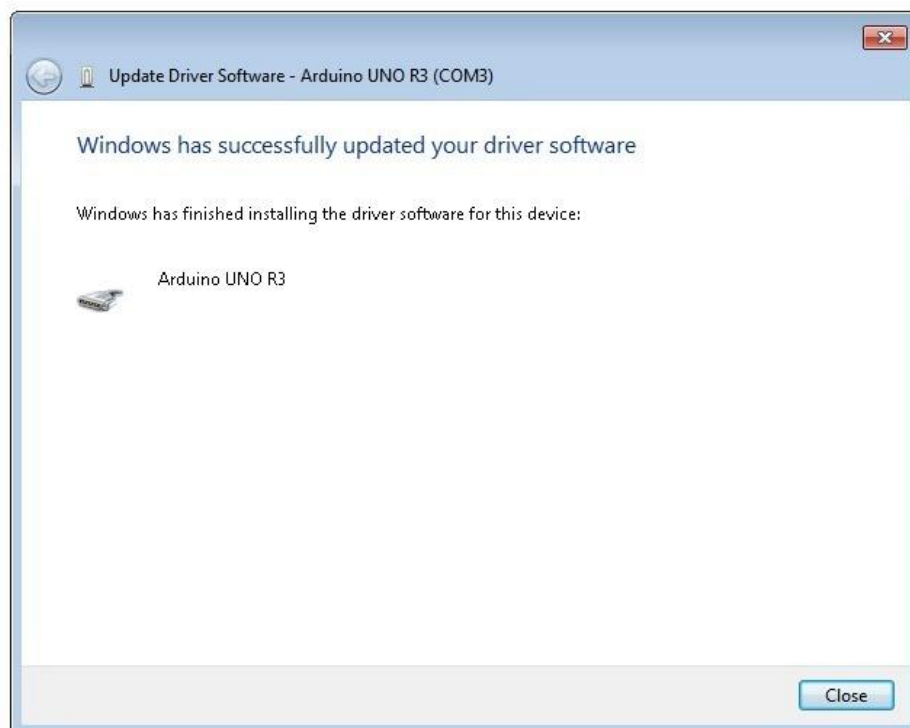 Update Driver Software - Arduino UNO R3 (COM3)
Windows has successfully updated your driver software
Windows has finished installing the driver software for this device:
Arduino UNO R3
Close